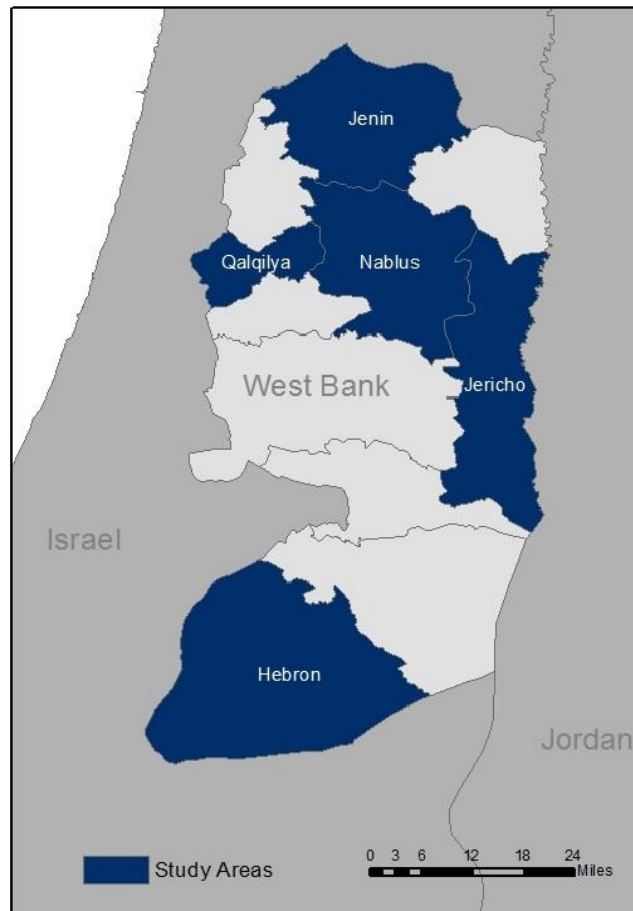 Jenin
Qalqilya
Nablus
West Bank
Jericho
Israel
Hebron
Jordan
Study Areas
0 3 6 12 18 24
Miles